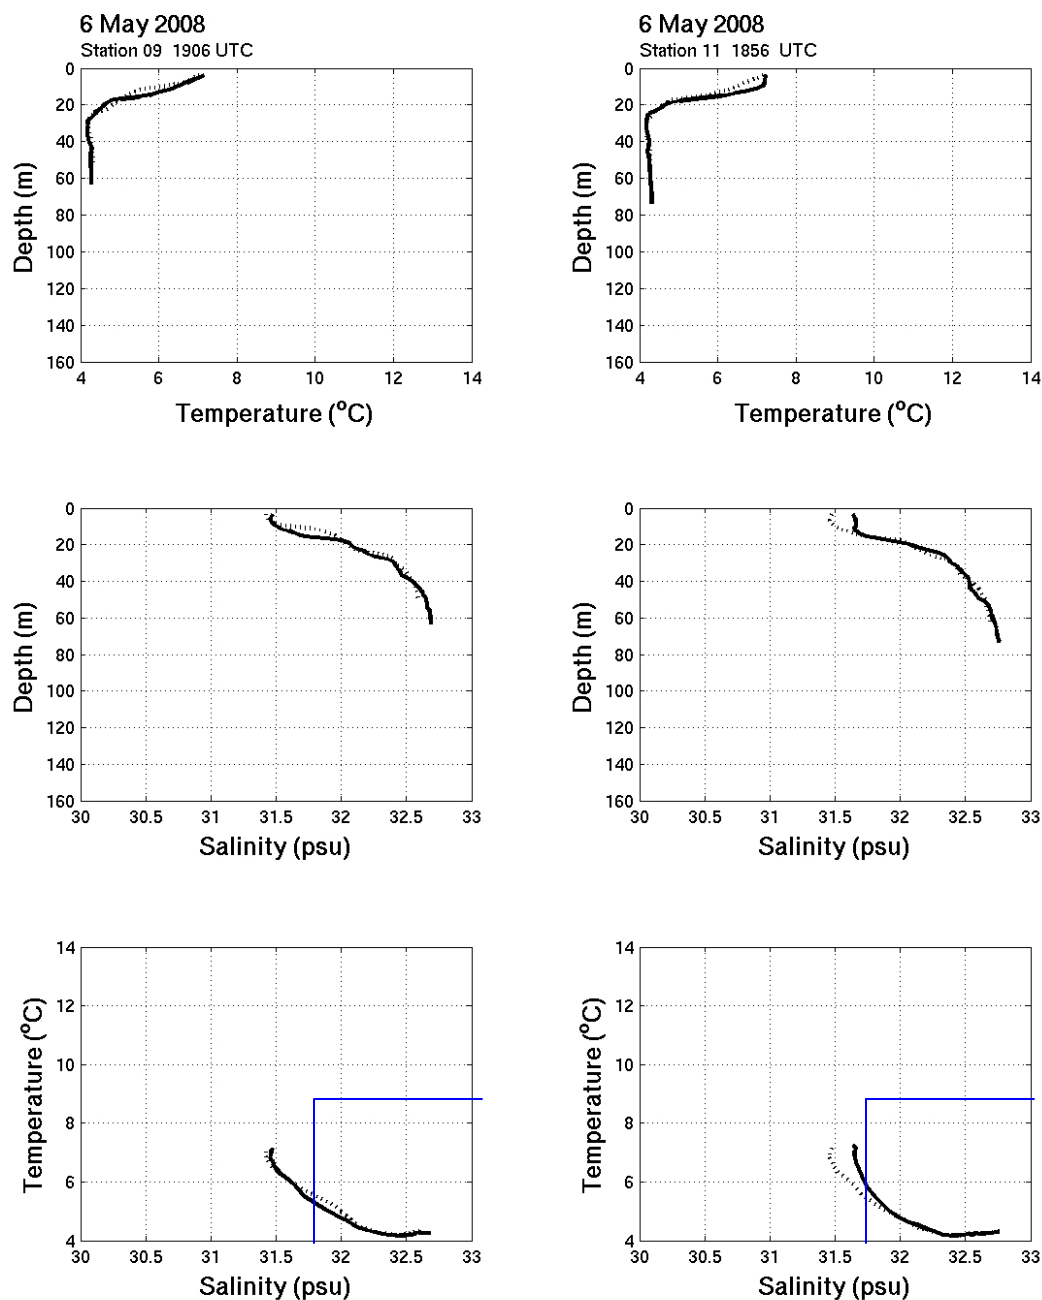 6 May 2008
Station 09 1906 UTC
0
20
40
60
80
100
120
140
160
Depth (m)
4 6 8 10 12 14
Temperature (°C)
6 May 2008
Station 11 1856 UTC
0
20
40
60
80
100
120
140
160
Depth (m)
4 6 8 10 12 14
Temperature (°C)
0
20
40
60
80
100
120
140
160
Depth (m)
30 30.5 31 31.5 32 32.5 33
Salinity (psu)
0
20
40
60
80
100
120
140
160
Depth (m)
30 30.5 31 31.5 32 32.5 33
Salinity (psu)
14
12
10
8
6
4
Temperature (°C)
30 30.5 31 31.5 32 32.5 33
Salinity (psu)
14
12
10
8
6
4
Temperature (°C)
30 30.5 31 31.5 32 32.5 33
Salinity (psu)